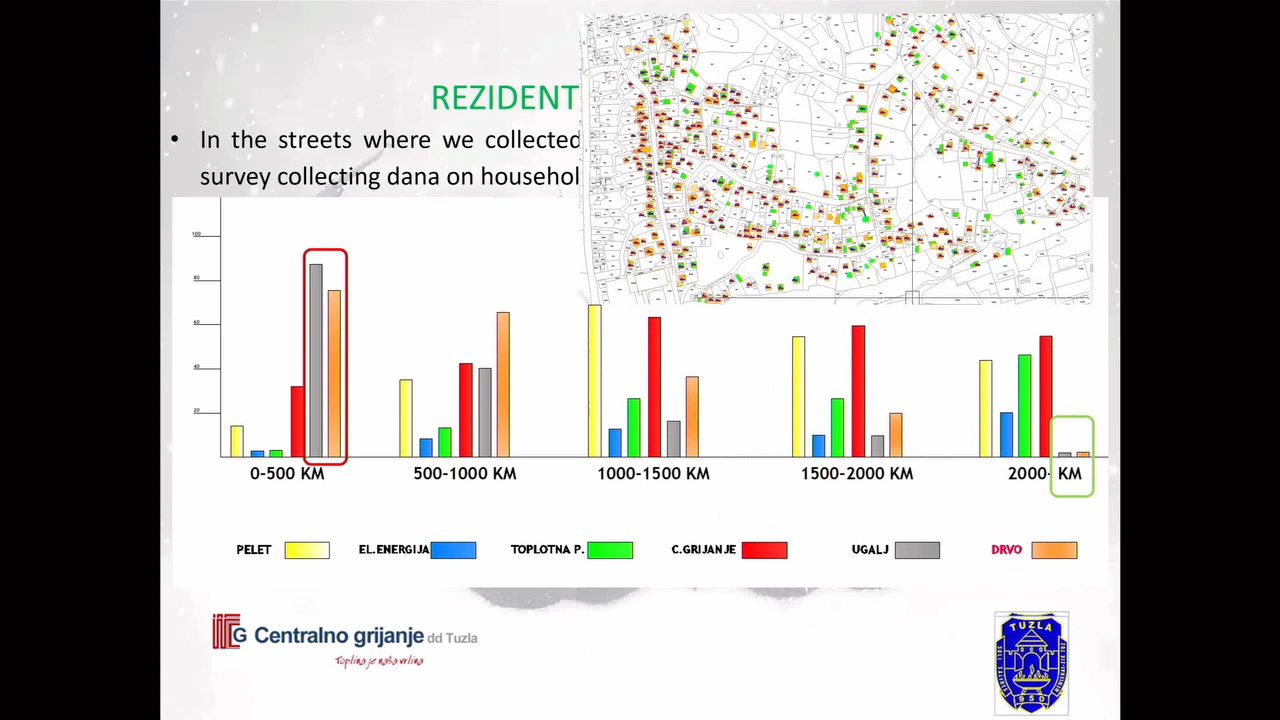 REZIDENT
• In the streets where we collected
survey collecting dana on househol
100
80
60
40
20
0-500 KM 500-1000 KM 1000-1500 KM 1500-2000 KM 2000- KM
PELET EL.ENERGIJA TOPLOTNA P. C.GRIJANJE UGALJ DRVO
Centralno grijanje dd Tuzla
Toplina je naša vrlina
TUZLA
950